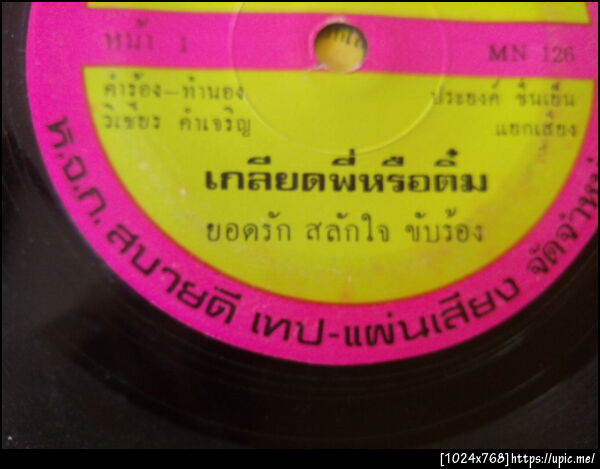 หน้า 1
MN 126
คำร้อง-ทำนอง
วิเชียร คำเจริญ
ประยงค์ ชื่นเย็น
แยกเสียง
เกลียดพี่หรือติ๋ม
ยอดรัก สลักใจ ขับร้อง
ห.จ.ก. สบายดี เทป-แผ่นเสียง จัดจำหน่
[1024x768]https://upic.me/